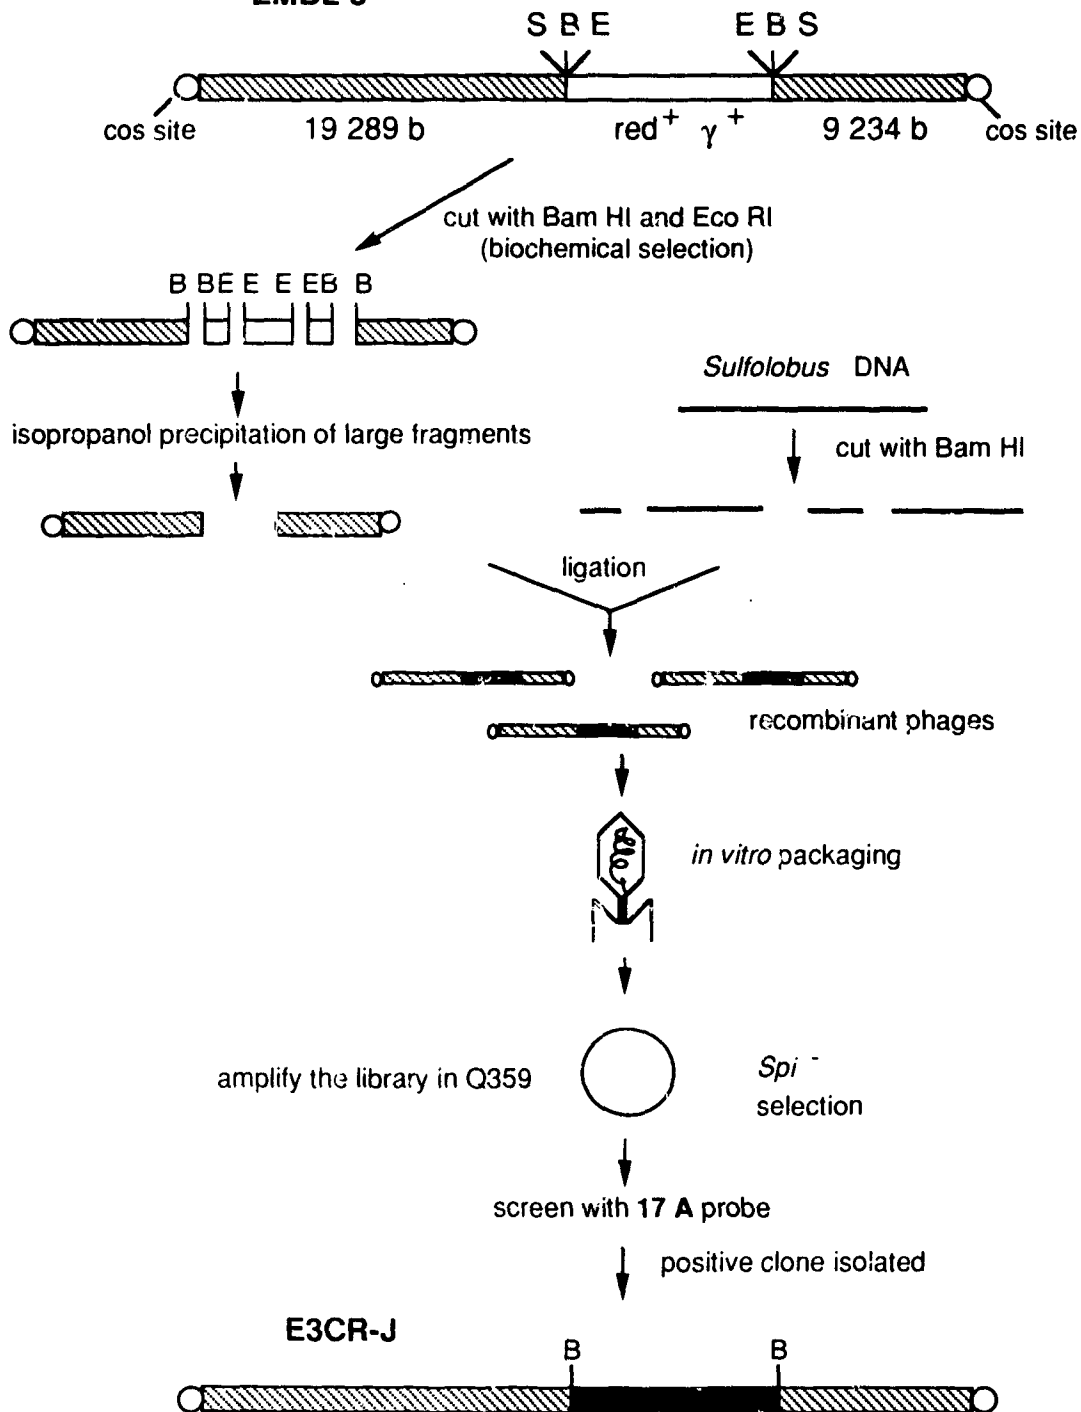 S B E E B S
cos site 19 289 b red+ γ+ 9 234 b cos site
cut with Bam HI and Eco RI
(biochemical selection)
B BE E E EB B
Sulfolobus DNA
isopropanol precipitation of large fragments
cut with Bam HI
ligation
recombinant phages
in vitro packaging
amplify the library in Q359
Spi -
selection
screen with 17 A probe
positive clone isolated
E3CR-J
B B